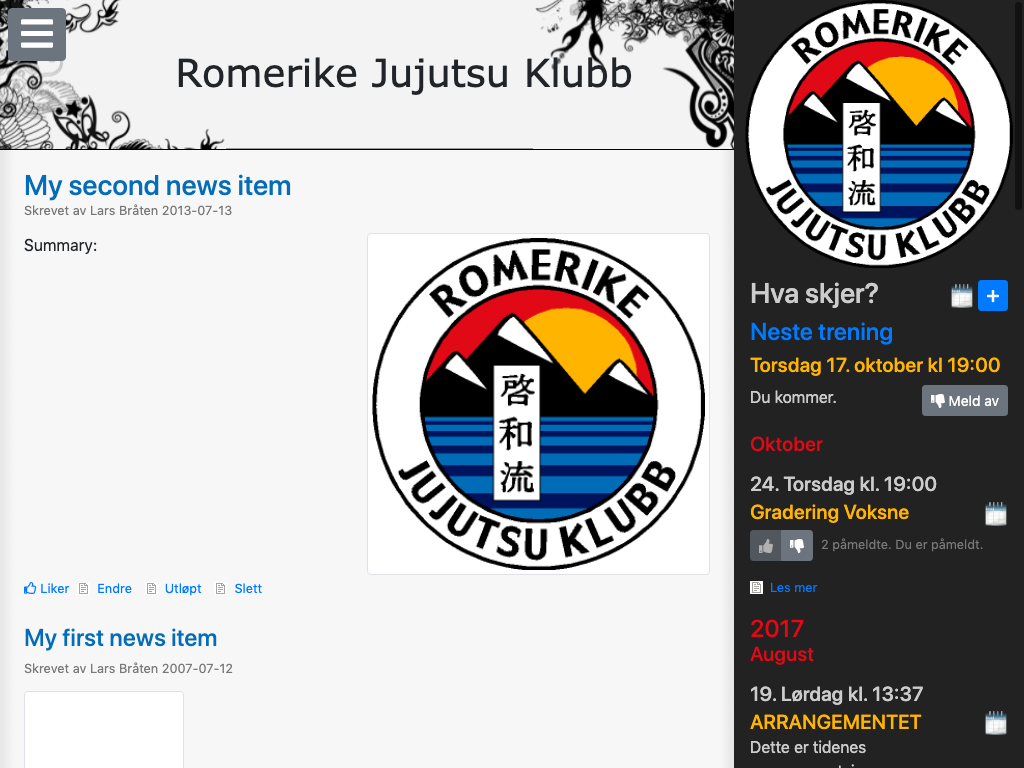 Romerike Jujutsu Klubb
My second news item
Skrevet av Lars Bråten 2013-07-13
Summary:
ROMERIKE
啓和流
JUJUTSU KLUBB
Liker Endre Utløpt Slett
My first news item
Skrevet av Lars Bråten 2007-07-12
ROMERIKE
啓和流
JUJUTSU KLUBB
Hva skjer?
Neste trening
Torsdag 17. oktober kl 19:00
Du kommer.
Meld av
Oktober
24. Torsdag kl. 19:00
Gradering Voksne
2 påmeldte. Du er påmeldt.
Les mer
2017
August
19. Lørdag kl. 13:37
ARRANGEMENTET
Dette er tidenes